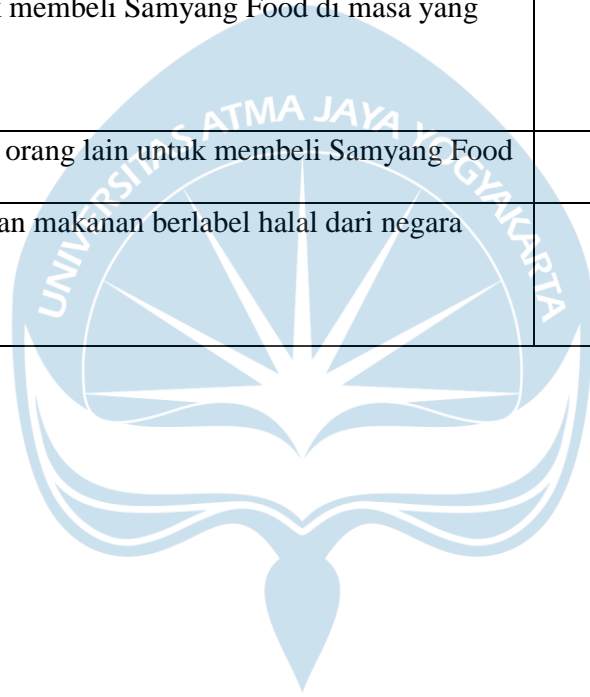 membeli Samyang Food di masa yang
UNIVERSITAS ATMA JAYA YOGYAKARTA
orang lain untuk membeli Samyang Food
makanan berlabel halal dari negara